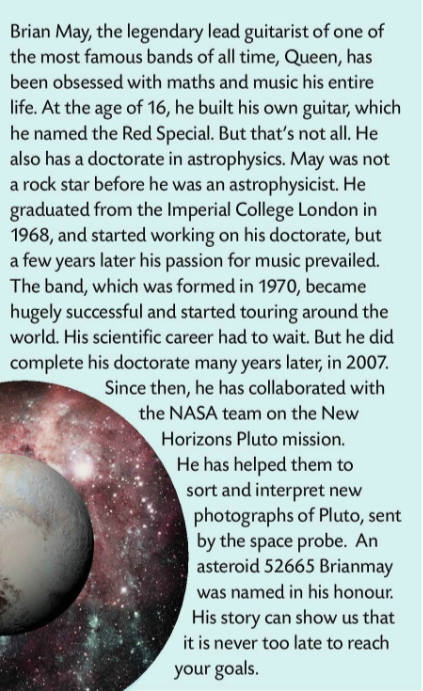 Brian May, the legendary lead guitarist of one of
the most famous bands of all time, Queen, has
been obsessed with maths and music his entire
life. At the age of 16, he built his own guitar, which
he named the Red Special. But that's not all. He
also has a doctorate in astrophysics. May was not
a rock star before he was an astrophysicist. He
graduated from the Imperial College London in
1968, and started working on his doctorate, but
a few years later his passion for music prevailed.
The band, which was formed in 1970, became
hugely successful and started touring around the
world. His scientific career had to wait. But he did
complete his doctorate many years later, in 2007.
Since then, he has collaborated with
the NASA team on the New
Horizons Pluto mission.
He has helped them to
sort and interpret new
photographs of Pluto, sent
by the space probe. An
asteroid 52665 Brianmay
was named in his honour.
His story can show us that
it is never too late to reach
your goals.